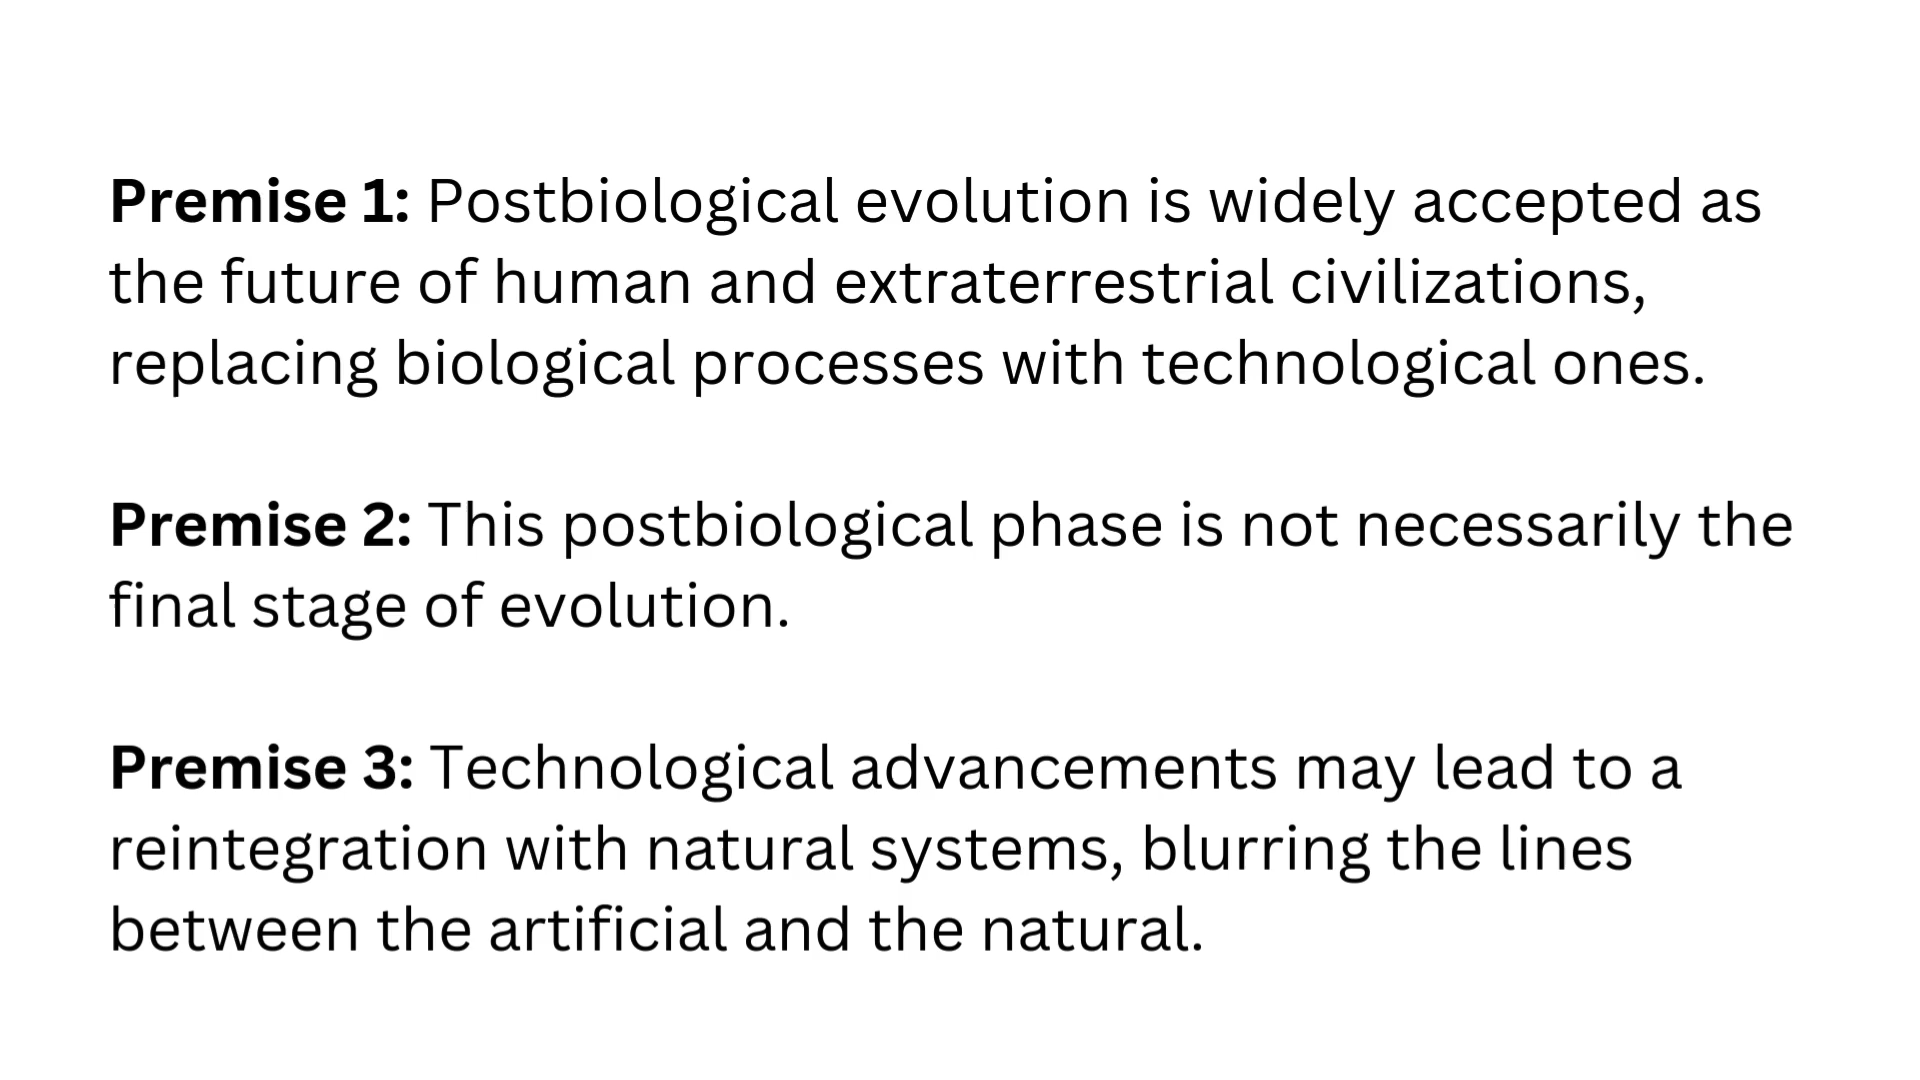 Premise 1: Postbiological evolution is widely accepted as
the future of human and extraterrestrial civilizations,
replacing biological processes with technological ones.
Premise 2: This postbiological phase is not necessarily the
final stage of evolution.
Premise 3: Technological advancements may lead to a
reintegration with natural systems, blurring the lines
between the artificial and the natural.